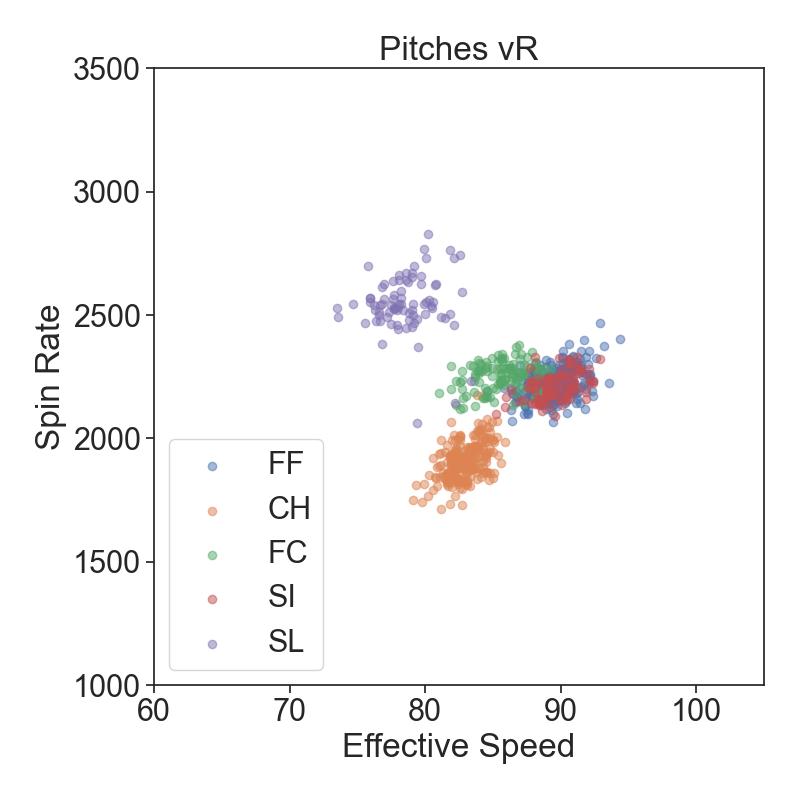 Pitches vR
3500
3000
2500
2000
1500
1000
Spin Rate
FF
CH
FC
SI
SL
60 70 80 90 100
Effective Speed